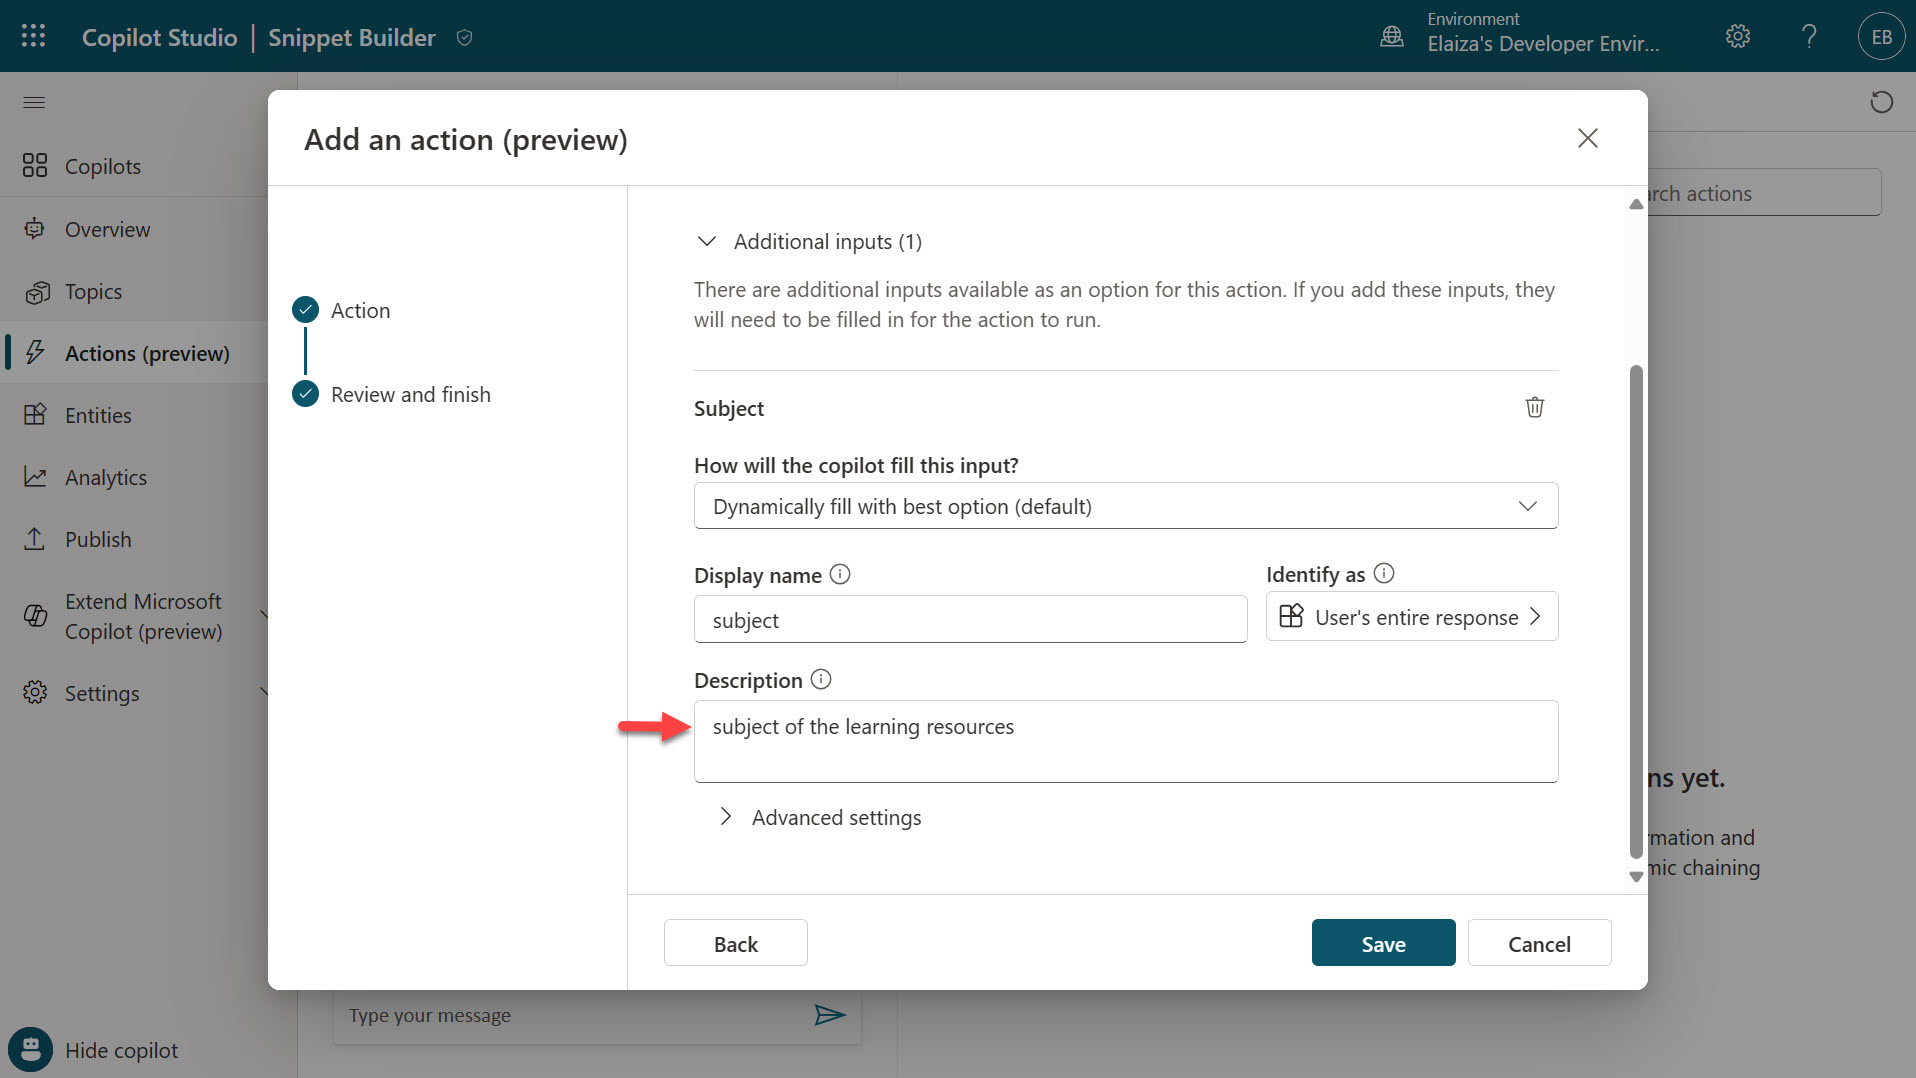 Copilot Studio | Snippet Builder
Environment
Elaiza's Developer Envir...
EB
Copilots
Overview
Topics
Actions (preview)
Entities
Analytics
Publish
Extend Microsoft
Copilot (preview)
Settings
Hide copilot
Add an action (preview)
Action
Review and finish
Additional inputs (1)
There are additional inputs available as an option for this action. If you add these inputs, they
will need to be filled in for the action to run.
Subject
How will the copilot fill this input?
Dynamically fill with best option (default)
Display name
Identify as
subject
User's entire response
Description
subject of the learning resources
Advanced settings
Back
Save
Cancel
Type your message
actions
yet.
and
chaining